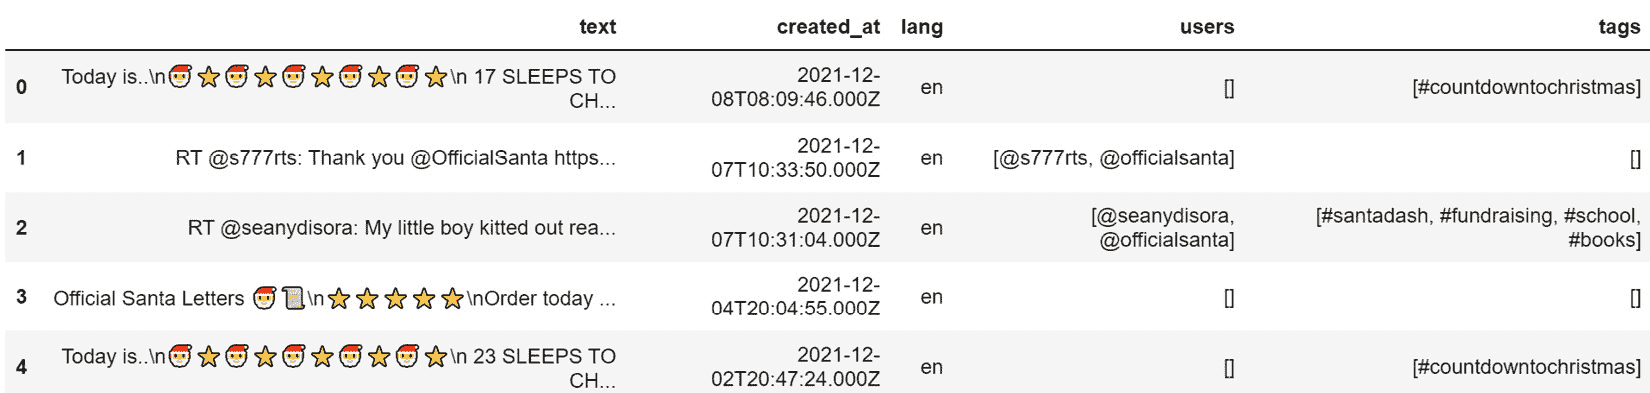 text created_at lang users tags
0 Today is..\n🎅⭐🎅⭐🎅⭐🎅⭐🎅⭐\n 17 SLEEPS TO CH... 2021-12-08T08:09:46.000Z en [] [#countdowntochristmas]
1 RT @s777rts: Thank you @OfficialSanta https... 2021-12-07T10:33:50.000Z en [@s777rts, @officialsanta] []
2 RT @seanydisora: My little boy kitted out rea... 2021-12-07T10:31:04.000Z en [@seanydisora, @officialsanta] [#santadash, #fundraising, #school, #books]
3 Official Santa Letters 🎅📜\n⭐⭐⭐⭐⭐\nOrder today ... 2021-12-04T20:04:55.000Z en [] []
4 Today is..\n🎅⭐🎅⭐🎅⭐🎅⭐🎅⭐\n 23 SLEEPS TO CH... 2021-12-02T20:47:24.000Z en [] [#countdowntochristmas]